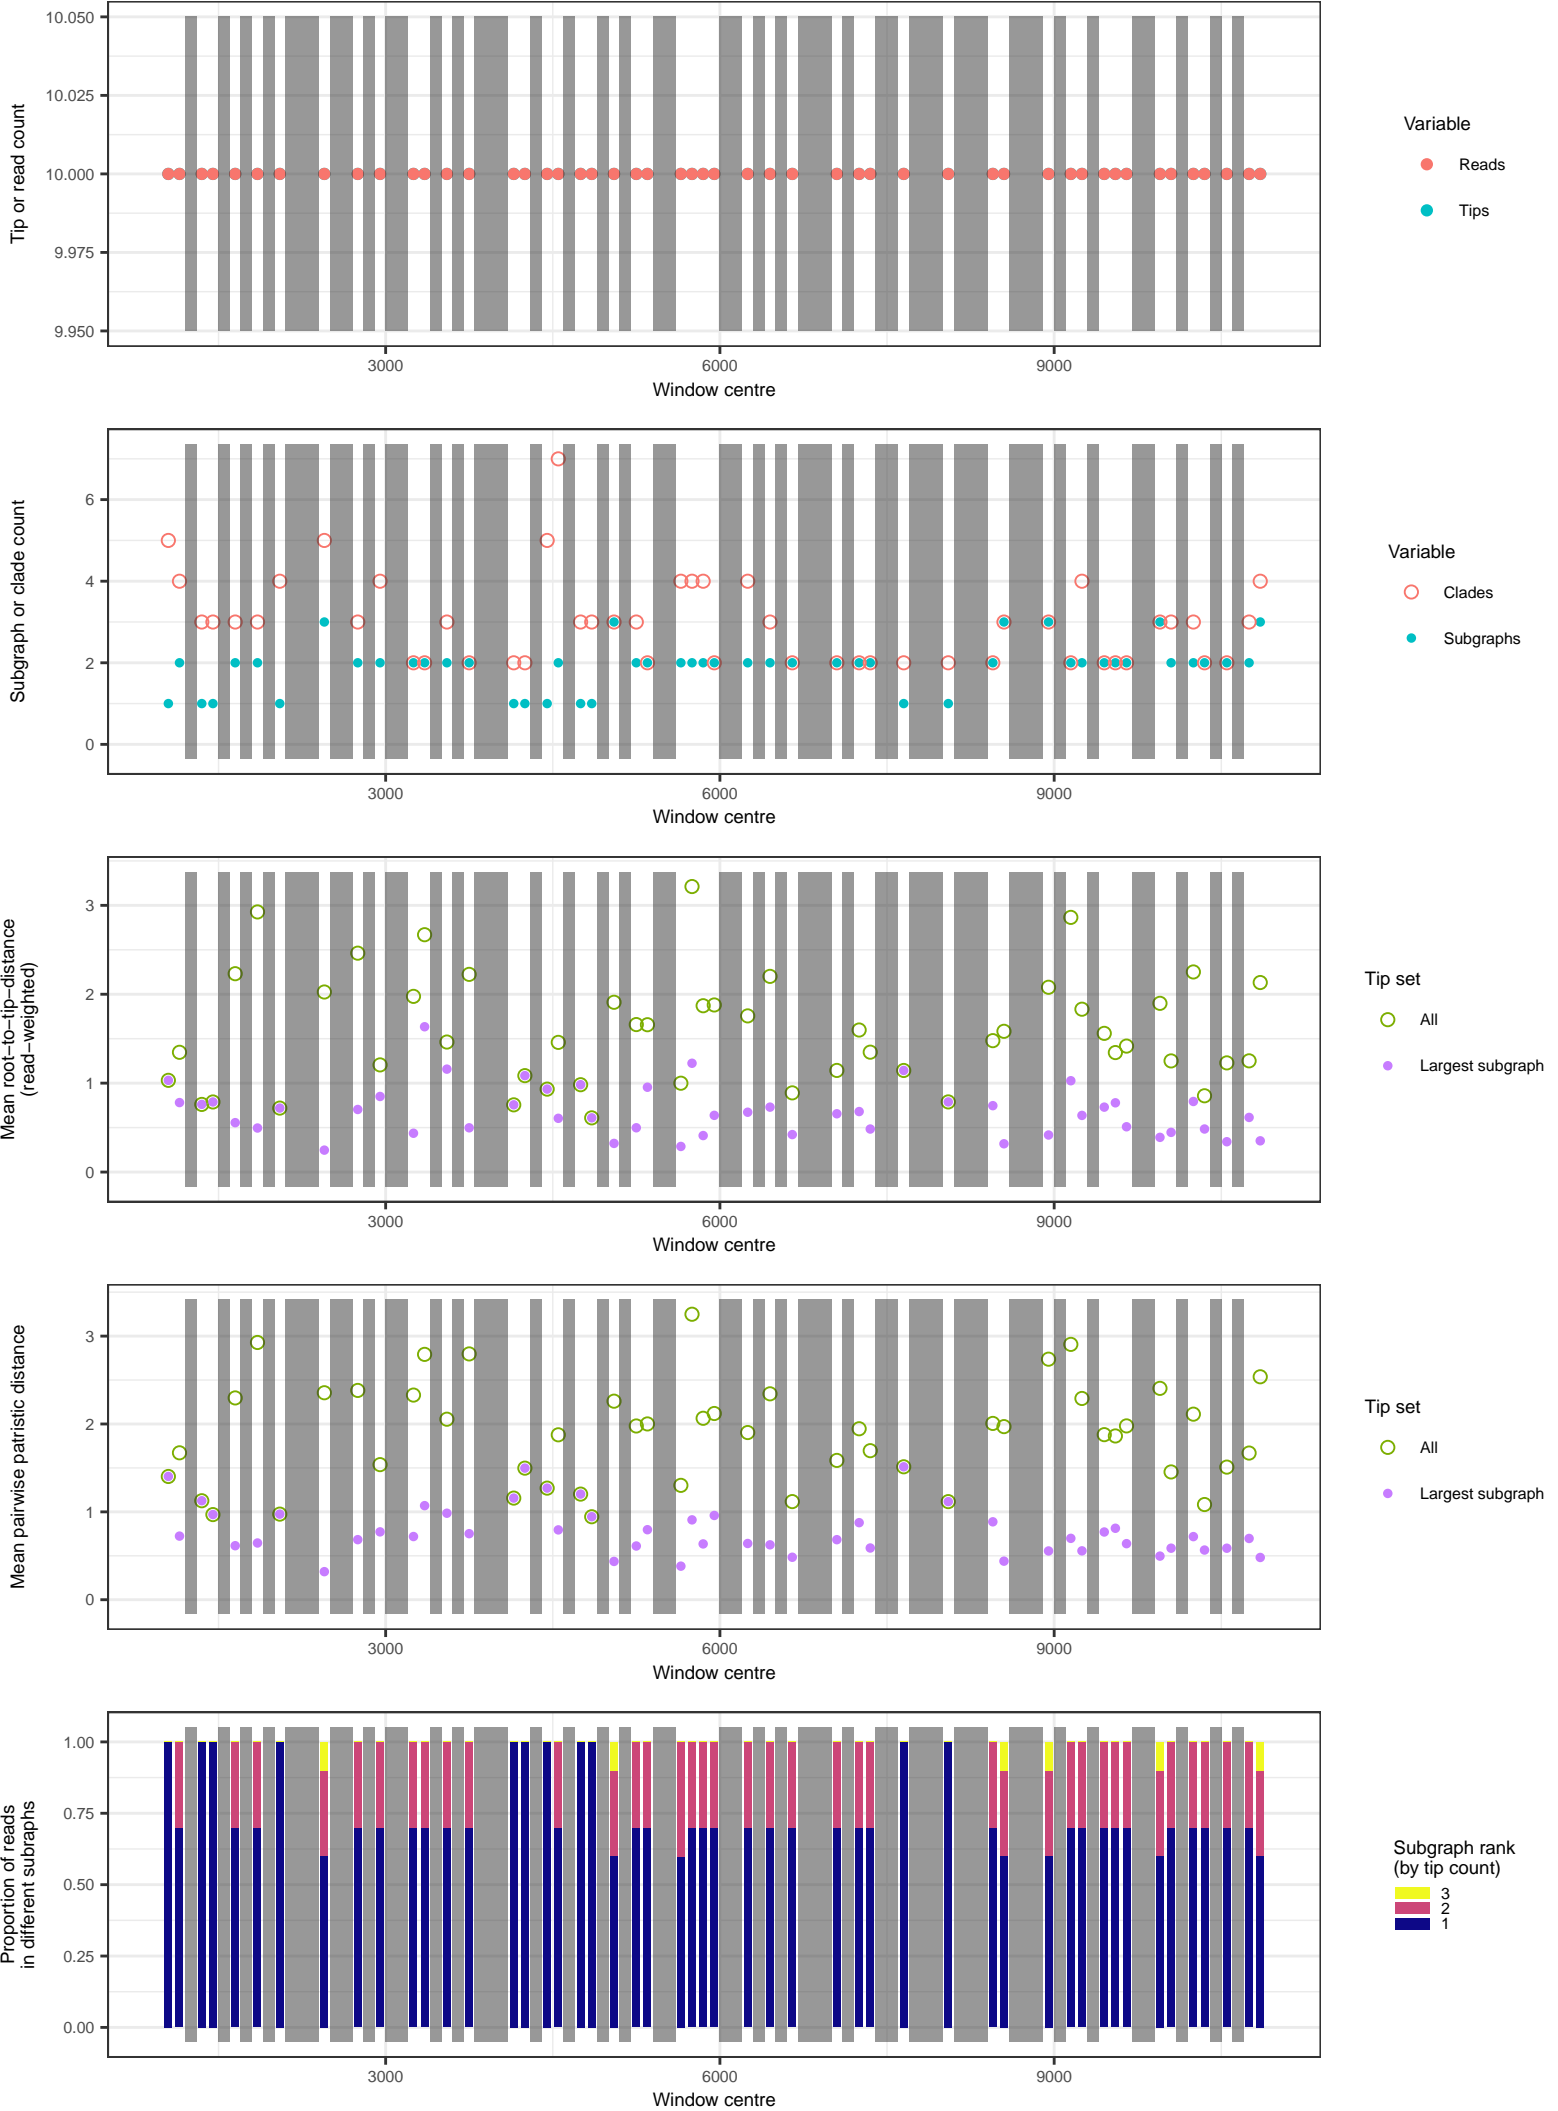 10.050
10.025
10.000
9.975
9.950
Tip or read count
3000
6000
9000
Window centre
Variable
Reads
Tips
6
4
2
0
Subgraph or clade count
3000
6000
9000
Window centre
Variable
Clades
Subgraphs
3
2
1
0
Mean root−to−tip−distance
(read−weighted)
3000
6000
9000
Window centre
Tip set
All
Largest subgraph
3
2
1
0
Mean pairwise patristic distance
3000
6000
9000
Window centre
Tip set
All
Largest subgraph
1.00
0.75
0.50
0.25
0.00
Proportion of reads
in different subraphs
3000
6000
9000
Window centre
Subgraph rank
(by tip count)
3
2
1